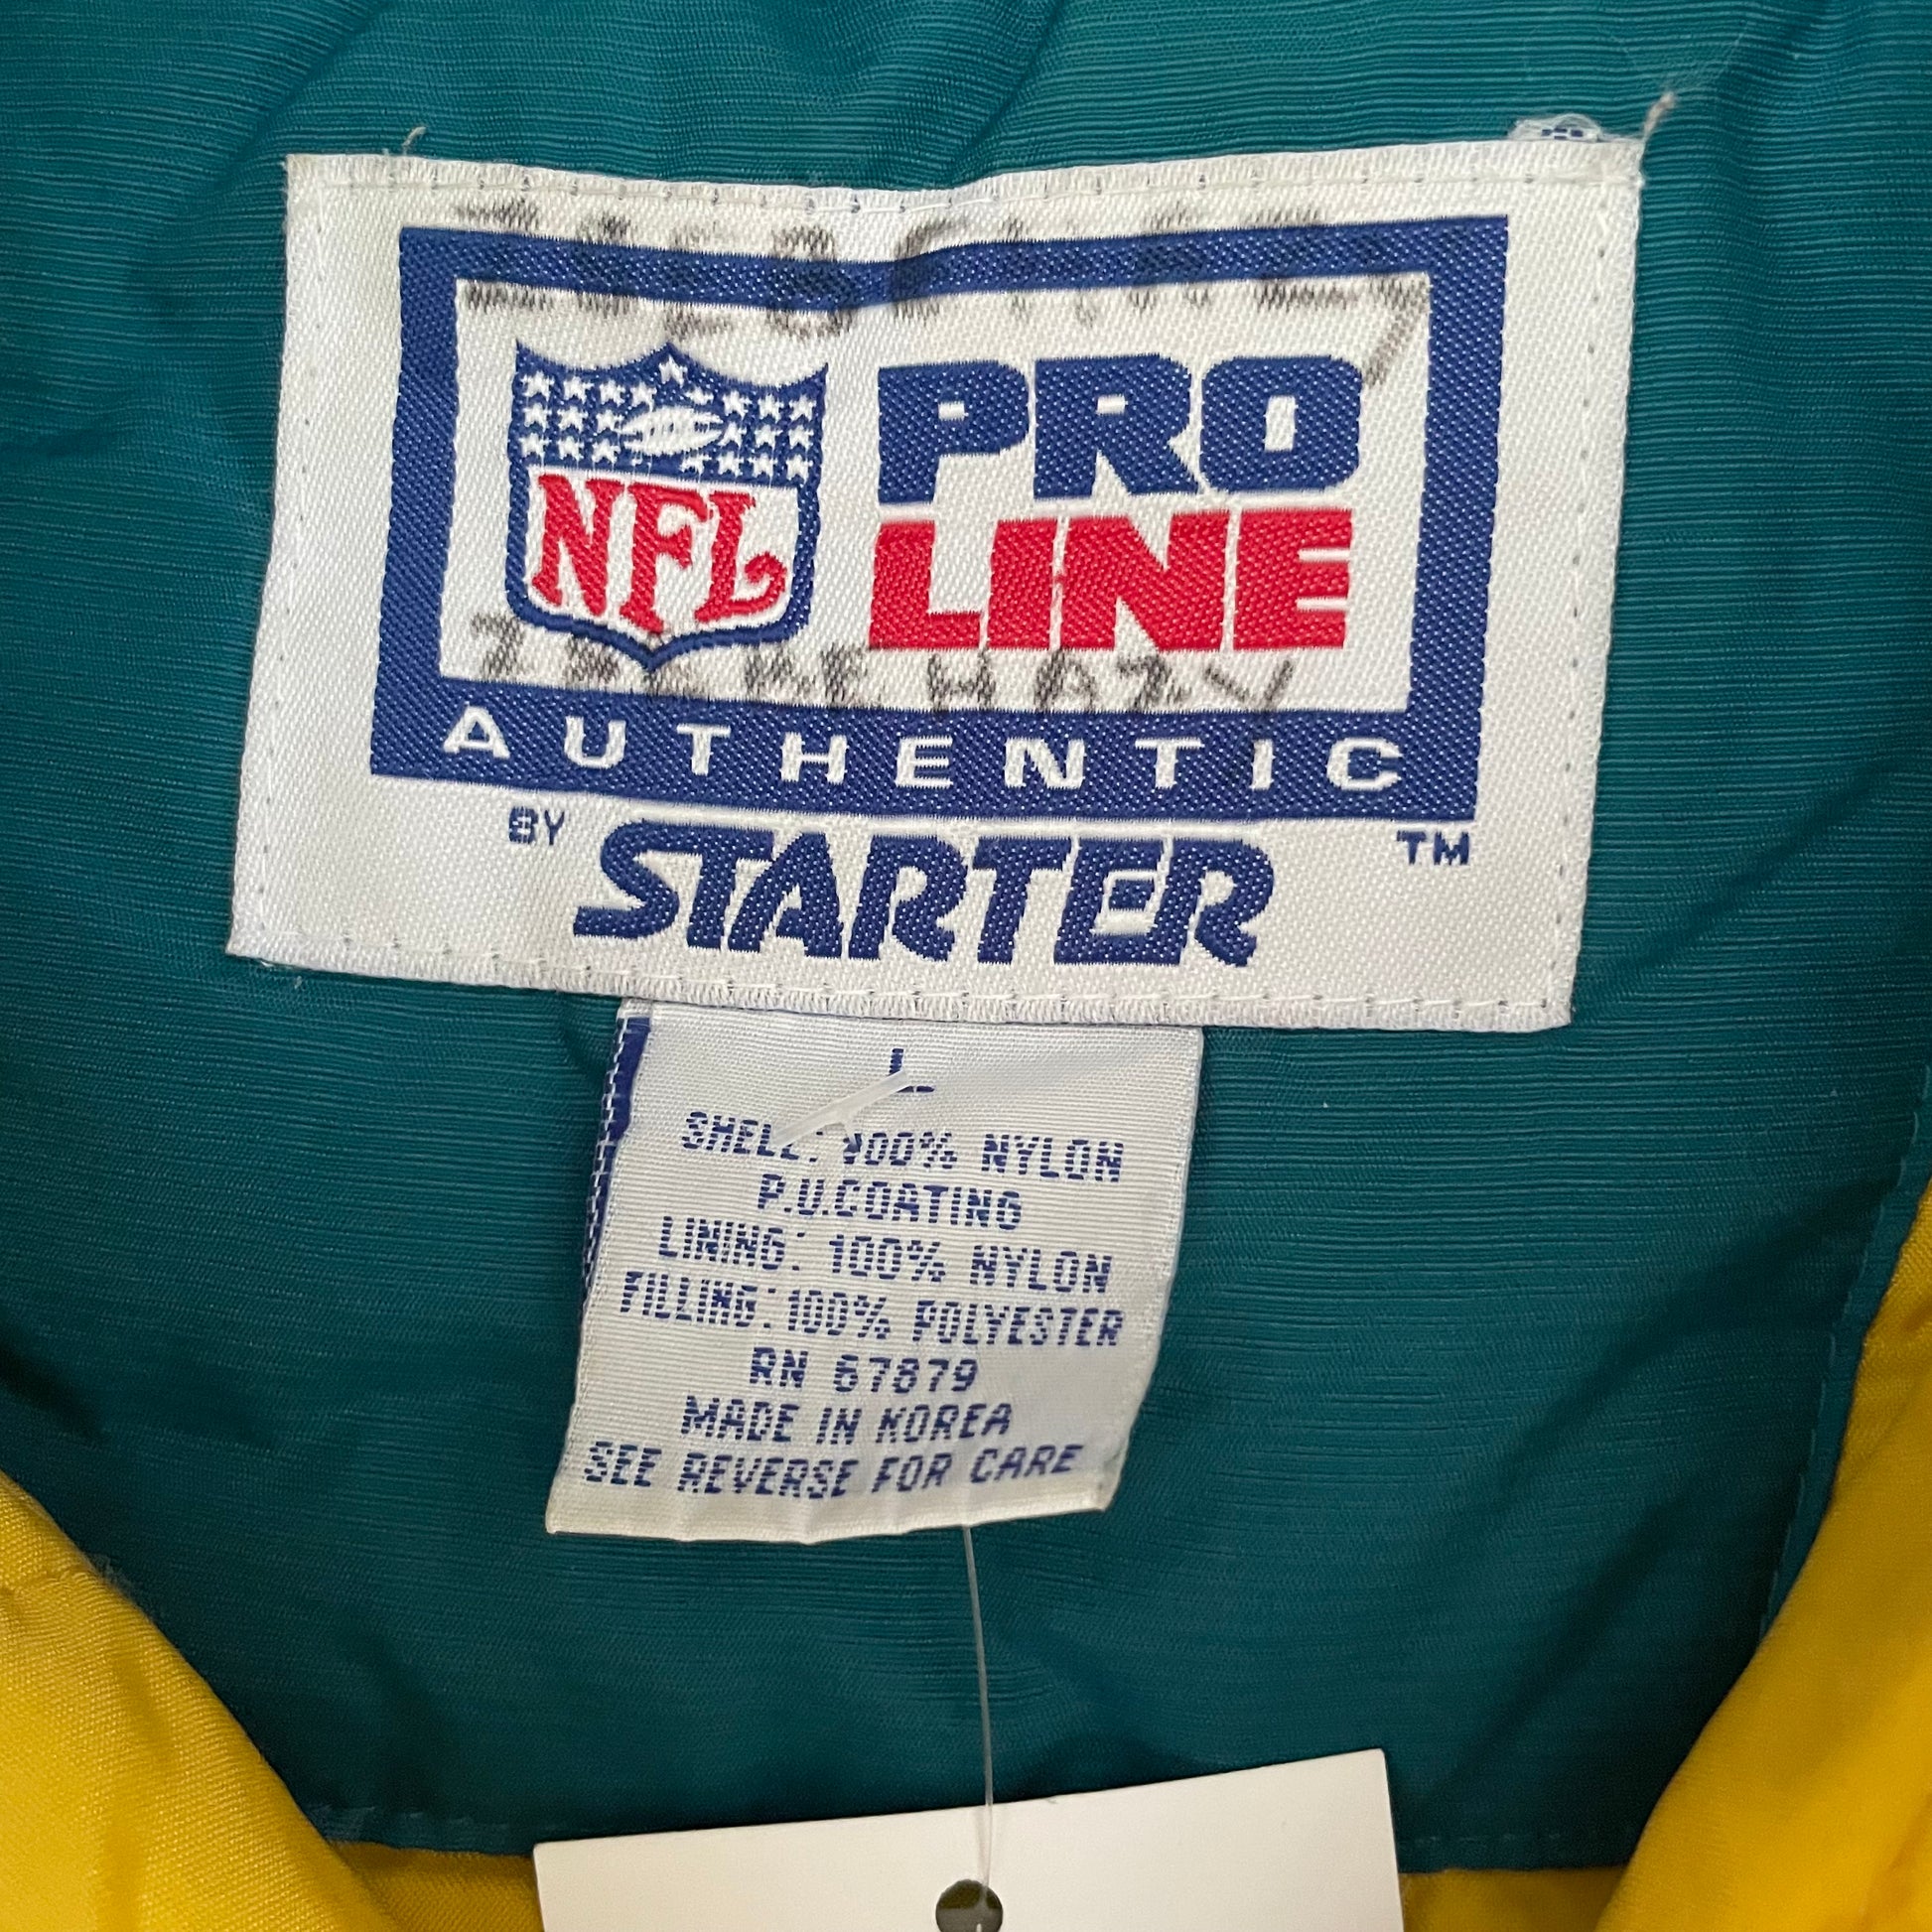 NFL
PRO
LINE
AUTHENTIC
BY STARTER TM
L
SHELL: 100% NYLON
P.U.COATING
LINING: 100% NYLON
FILLING: 100% POLYESTER
RN 67879
MADE IN KOREA
SEE REVERSE FOR CARE